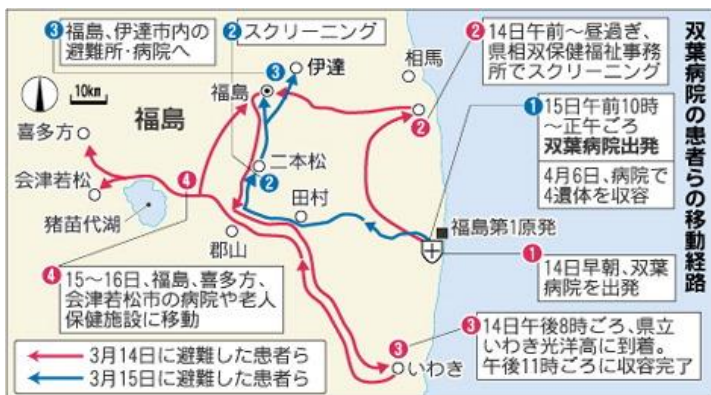 双葉病院の患者らの移動経路
❸ 福島、伊達市内の
避難所・病院へ
❷ スクリーニング
❷ 14日午前～昼過ぎ、
県相双保健福祉事務
所でスクリーニング
❶ 15日午前10時
～正午ごろ
双葉病院出発
4月6日、病院で
4遺体を収容
❶ 14日早朝、双葉
病院を出発
❸ 14日午後8時ごろ、県立
いわき光洋高に到着。
午後11時ごろに収容完了
❹ 15～16日、福島、喜多方、
会津若松市の病院や老人
保健施設に移動
10km
福島
相馬
伊達
❸
福島
喜多方
❷
❹
二本松
❷
会津若松
田村
猪苗代湖
郡山
福島第1原発
いわき
3月14日に避難した患者ら
3月15日に避難した患者ら